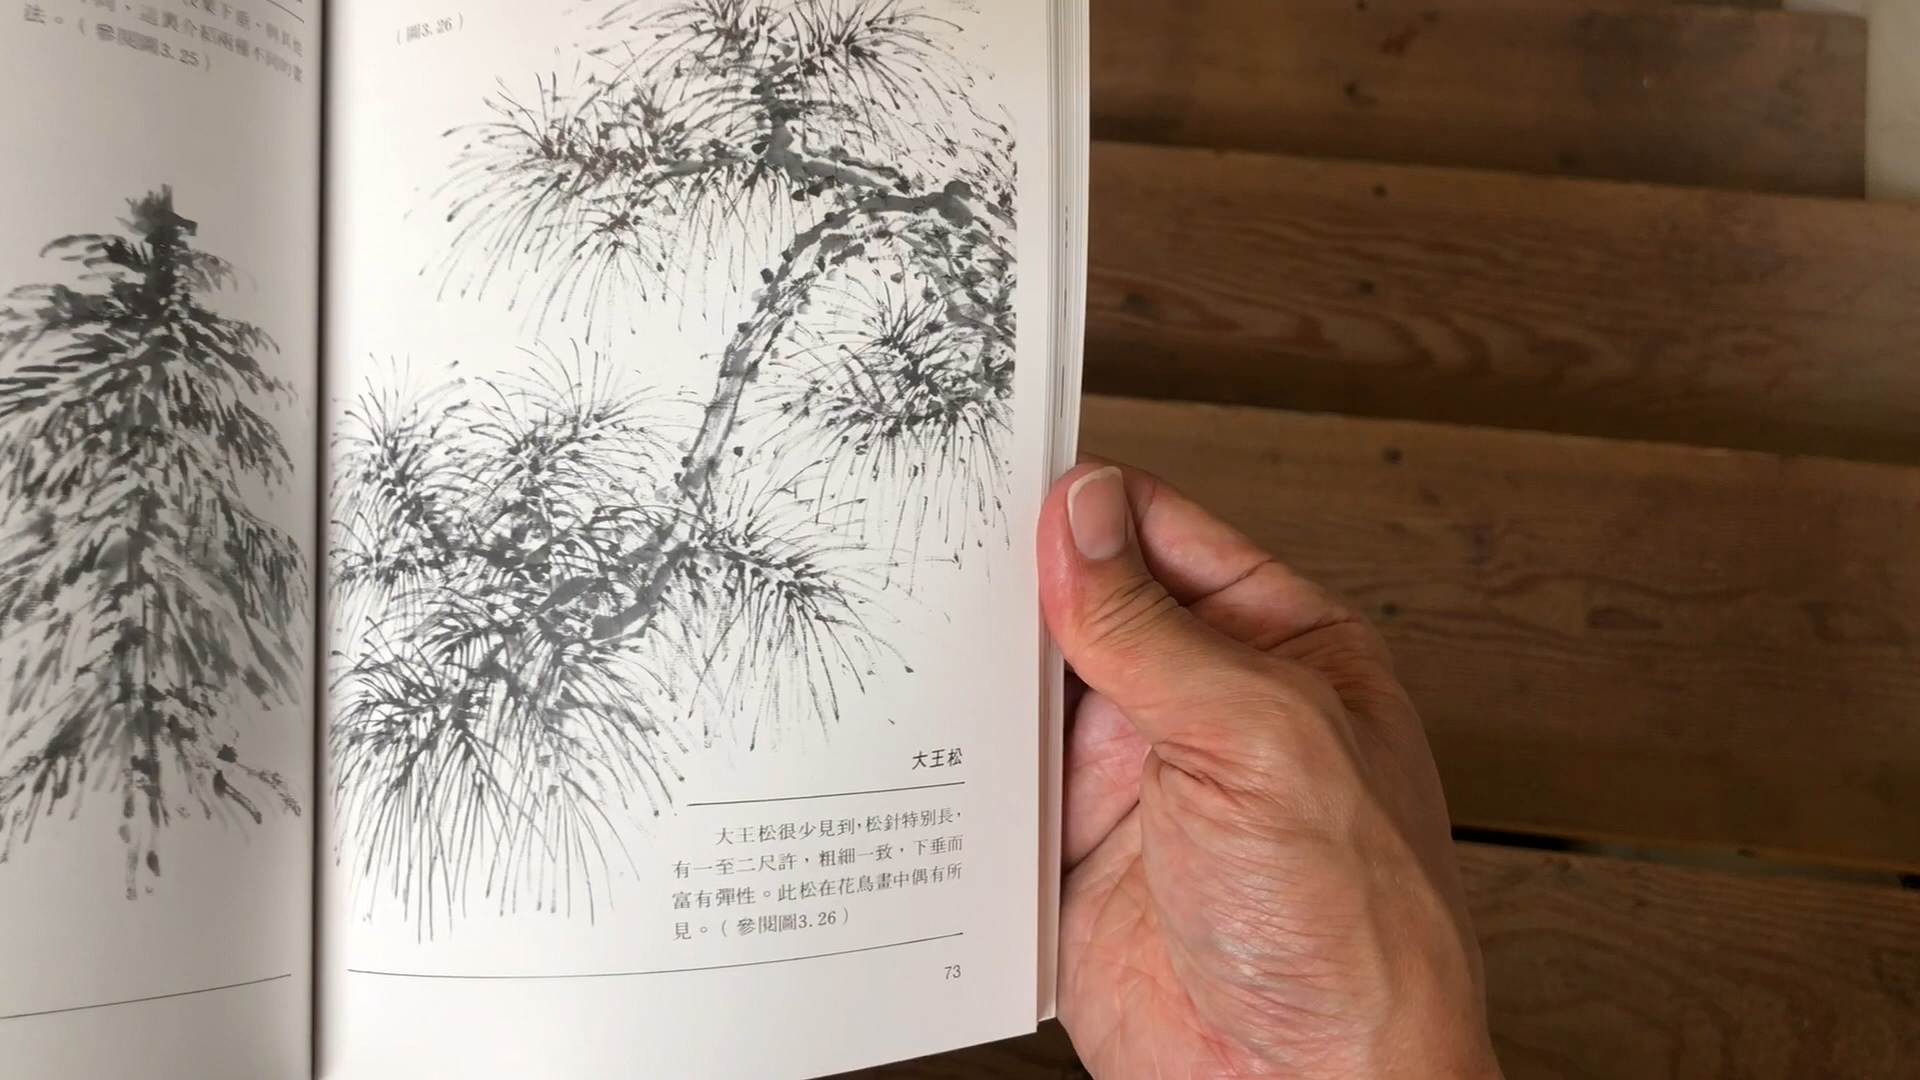 法。（參閱圖3.25）
（圖3.26）
大王松
大王松很少見到，松針特別長，
有一至二尺許，粗細一致，下垂而
富有彈性。此松在花鳥畫中偶有所
見。（參閱圖3.26）
73